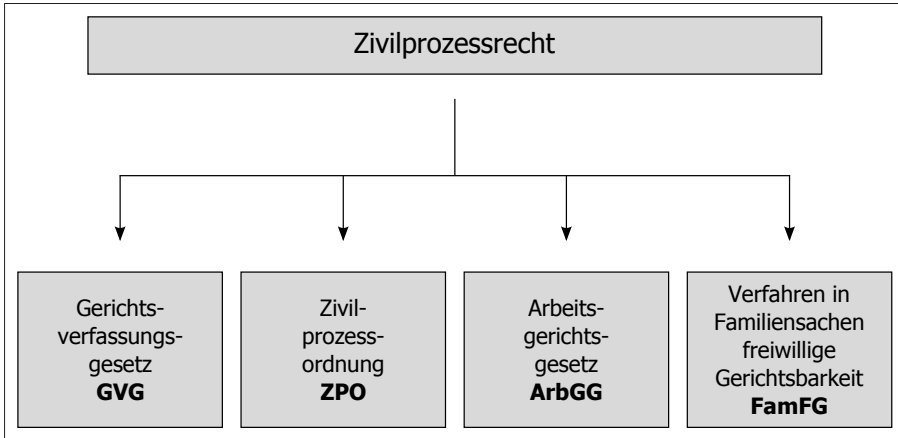 Zivilprozessrecht
Gerichts-
verfassungs-
gesetz
GVG
Zivil-
prozess-
ordnung
ZPO
Arbeits-
gerichts-
gesetz
ArbGG
Verfahren in
Familiensachen
freiwillige
Gerichtsbarkeit
FamFG